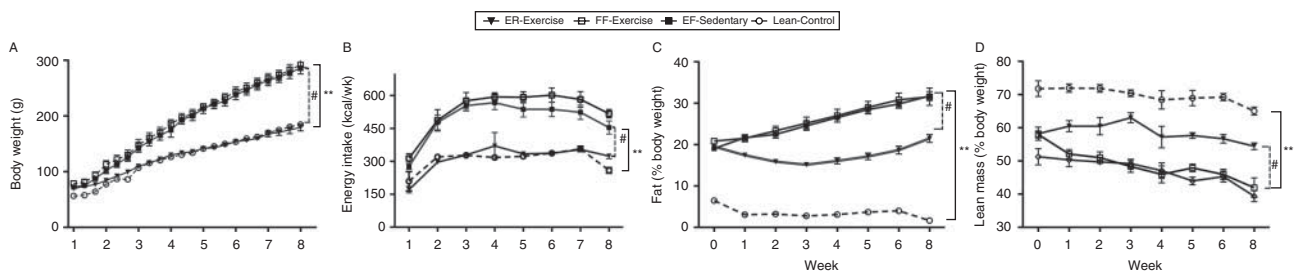 ER-Exercise FF-Exercise EF-Sedentary Lean-Control
A
Body weight (g)
300
200
100
0
1 2 3 4 5 6 7 8
# **
B
Energy intake (kcal/wk)
600
450
300
150
0
1 2 3 4 5 6 7 8
# **
C
Fat (% body weight)
40
30
20
10
0
0 1 2 3 4 5 6 8
Week
# **
D
Lean mass (% body weight)
80
70
60
50
40
30
0 1 2 3 4 5 6 8
Week
# **